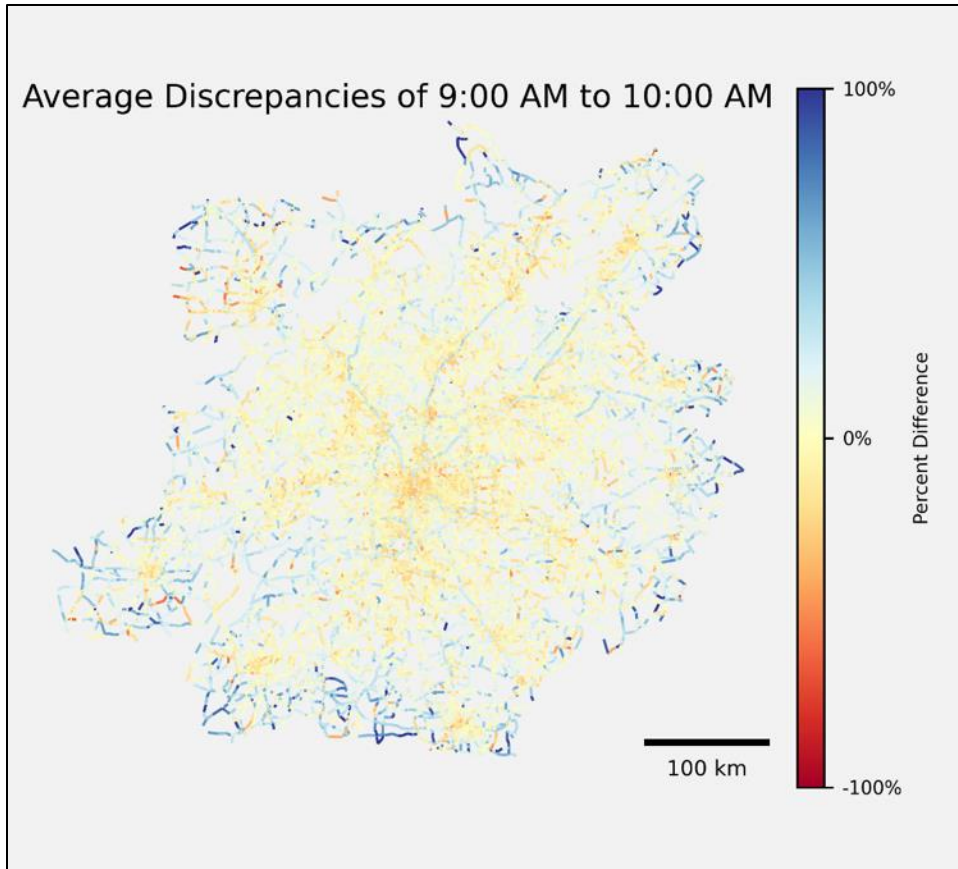 Average Discrepancies of 9:00 AM to 10:00 AM
100%
0%
-100%
Percent Difference
100 km